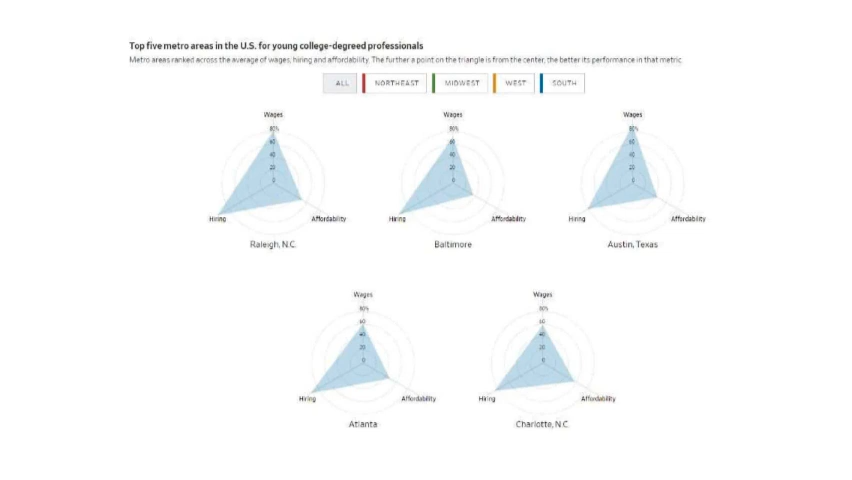 Top five metro areas in the U.S. for young college-degreed professionals
Metro areas ranked across the average of wages, hiring and affordability. The further a point on the triangle is from the center, the better its performance in that metric.
ALL NORTHEAST MIDWEST WEST SOUTH
Wages
80%
60
40
20
0
Hiring Affordability
Raleigh, N.C.
Wages
80%
60
40
20
0
Hiring Affordability
Baltimore
Wages
80%
60
40
20
0
Hiring Affordability
Austin, Texas
Wages
80%
60
40
20
0
Hiring Affordability
Atlanta
Wages
80%
60
40
20
0
Hiring Affordability
Charlotte, N.C.